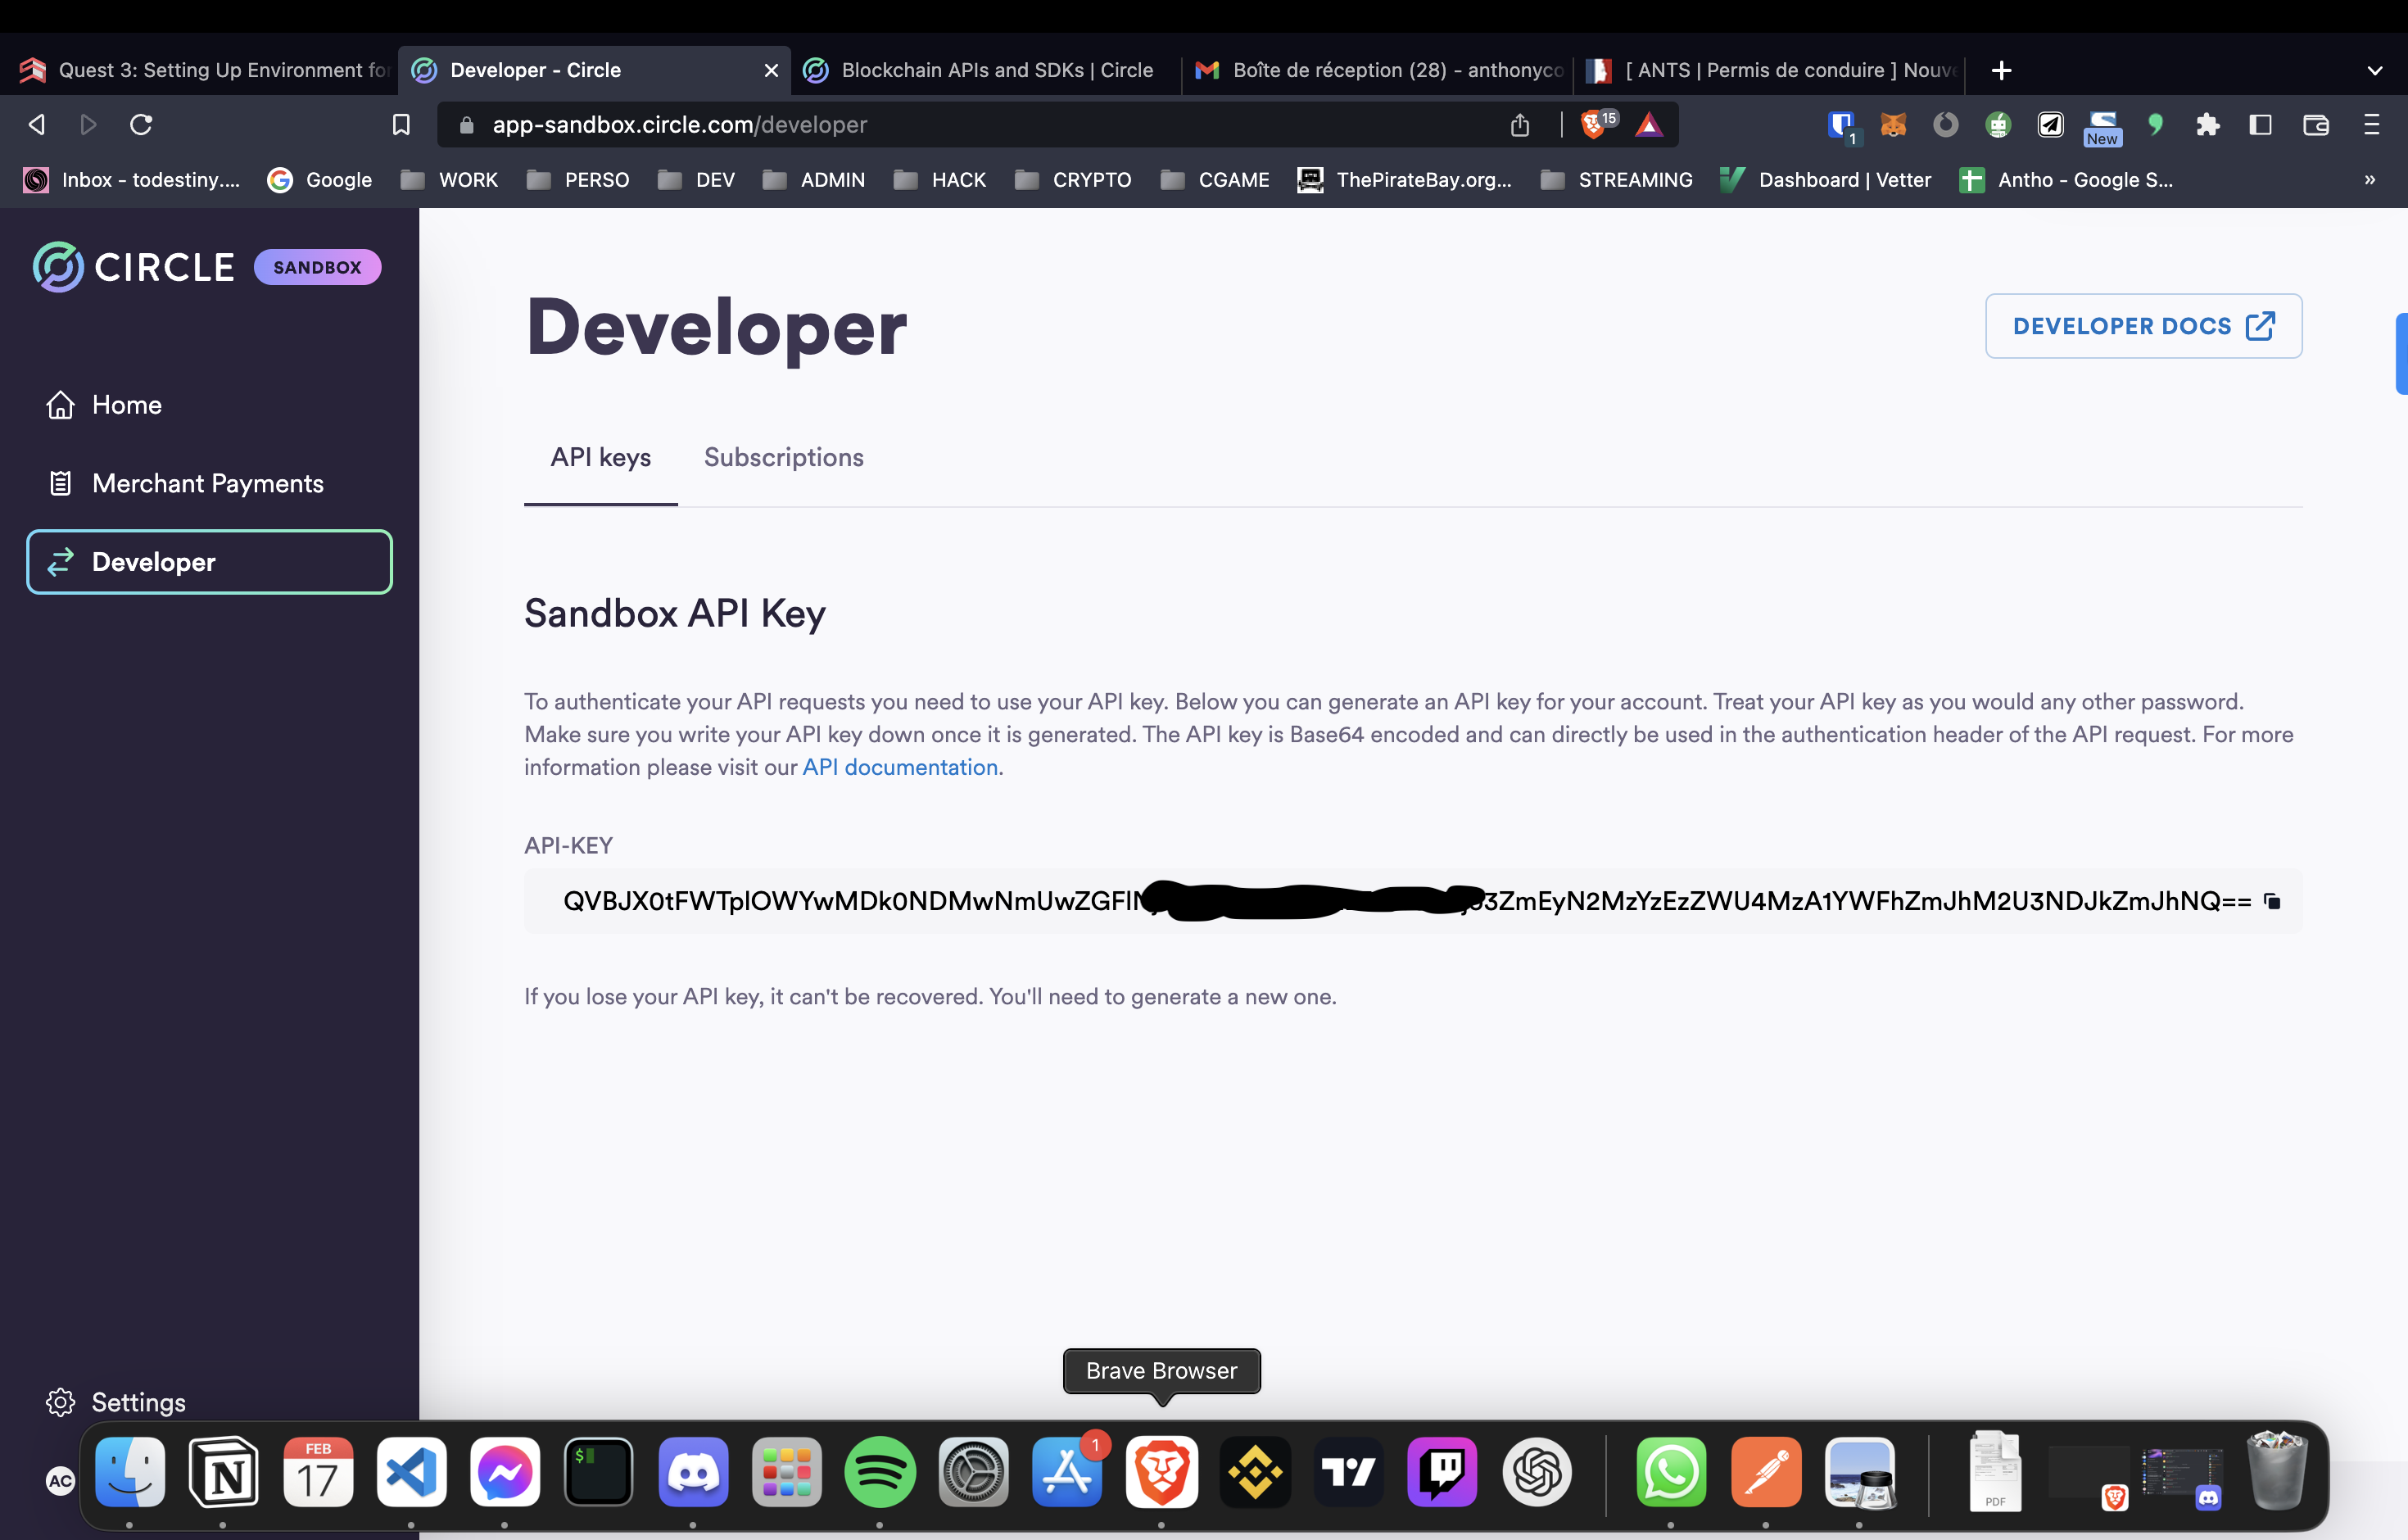 Quest 3: Setting Up Environment for
Developer - Circle
Blockchain APIs and SDKs | Circle
Boîte de réception (28) - anthonyco
[ ANTS | Permis de conduire ] Nouve
app-sandbox.circle.com/developer
15
1
New
Inbox - todestiny....
Google
WORK
PERSO
DEV
ADMIN
HACK
CRYPTO
CGAME
ThePirateBay.org...
STREAMING
Dashboard | Vetter
Antho - Google S...
»
CIRCLE
SANDBOX
Home
Merchant Payments
Developer
Developer
DEVELOPER DOCS
API keys
Subscriptions
Sandbox API Key
To authenticate your API requests you need to use your API key. Below you can generate an API key for your account. Treat your API key as you would any other password.
Make sure you write your API key down once it is generated. The API key is Base64 encoded and can directly be used in the authentication header of the API request. For more
information please visit our API documentation.
API-KEY
QVBJX0tFWTplOWYwMDk0NDMwNmUwZGFlN 3ZmEyN2MzYzEzZWU4MzA1YWFhZmJhM2U3NDJkZmJhNQ==
If you lose your API key, it can't be recovered. You'll need to generate a new one.
Brave Browser
Settings
AC
FEB
17
1
PDF